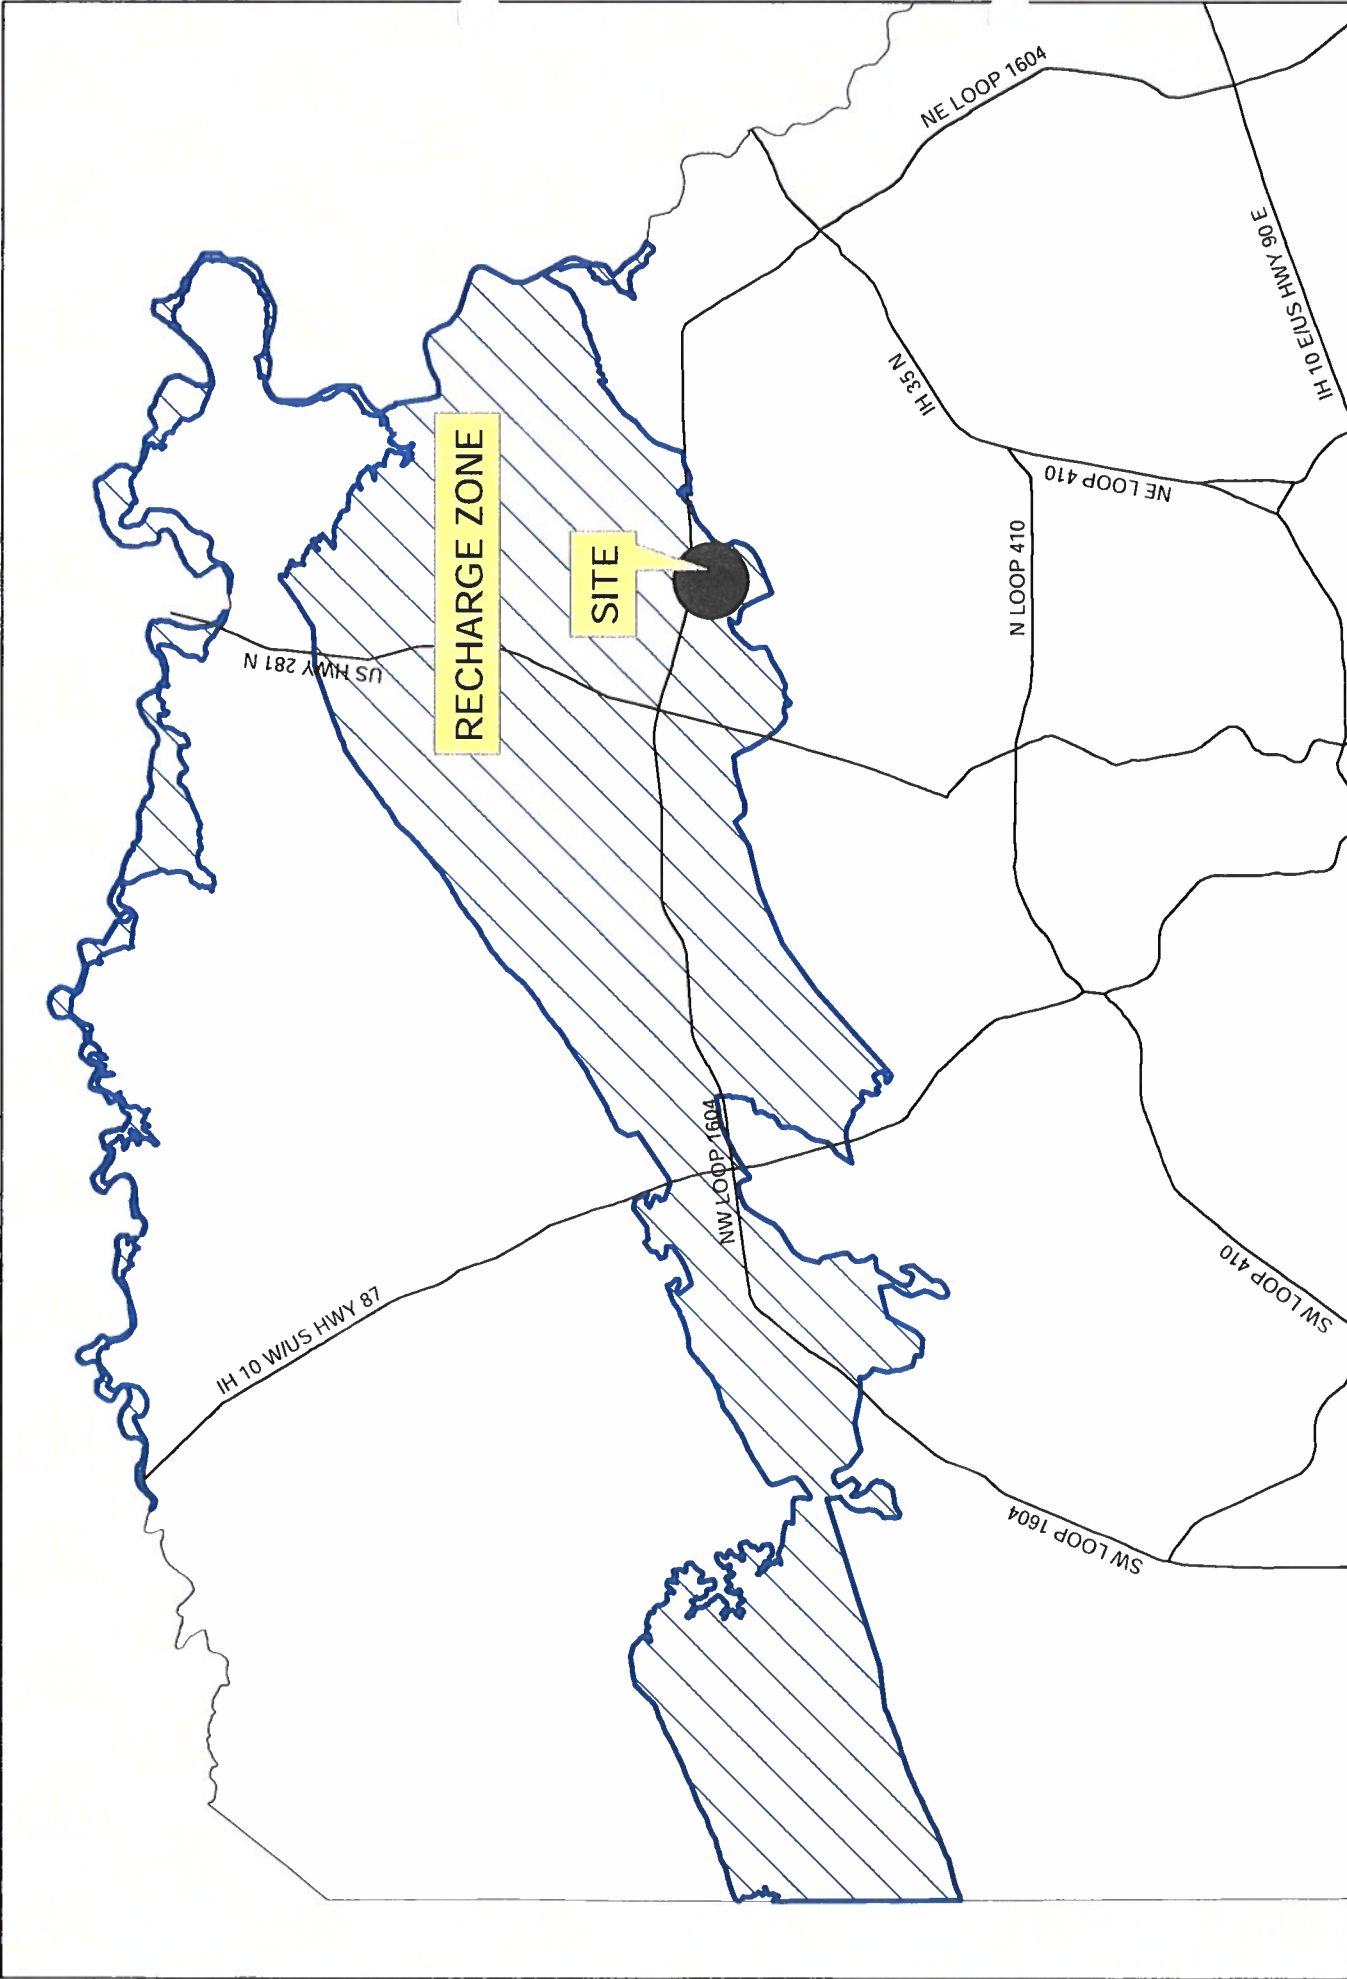 NE LOOP 1604
IH 10 E/US HWY 90 E
IH 35 N
NE LOOP 410
N LOOP 410
RECHARGE ZONE
SITE
US HWY 281 N
NW LOOP 1604
IH 10 W/US HWY 87
SW LOOP 410
SW LOOP 1604